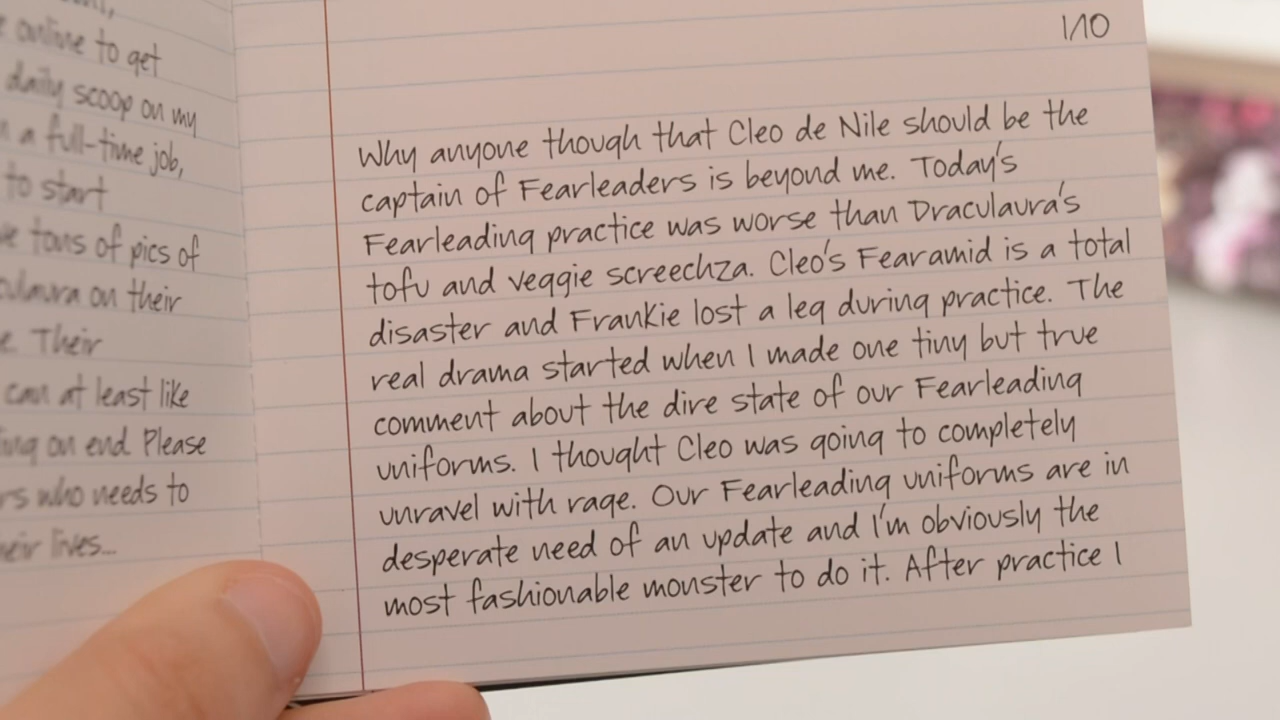 online to get
daily scoop on my
a full-time job,
to start
tons of pics of
on their
Their
can at least like
on end. Please
who needs to
their lives...
1/10
Why anyone though that Cleo de Nile should be the
captain of Fearleaders is beyond me. Today's
Fearleading practice was worse than Draculaura's
tofu and veggie screechza. Cleo's Fearamid is a total
disaster and Frankie lost a leg during practice. The
real drama started when I made one tiny but true
comment about the dire state of our Fearleading
uniforms. I thought Cleo was going to completely
unravel with rage. Our Fearleading uniforms are in
desperate need of an update and I'm obviously the
most fashionable monster to do it. After practice I